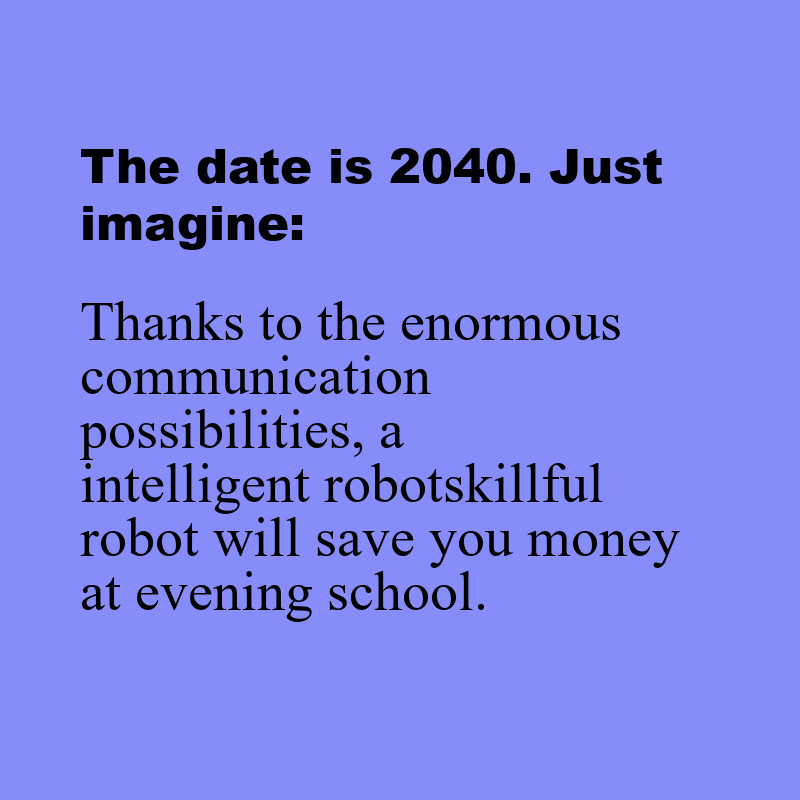 The date is 2040. Just
imagine:
Thanks to the enormous
communication
possibilities, a
intelligent robotskillful
robot will save you money
at evening school.